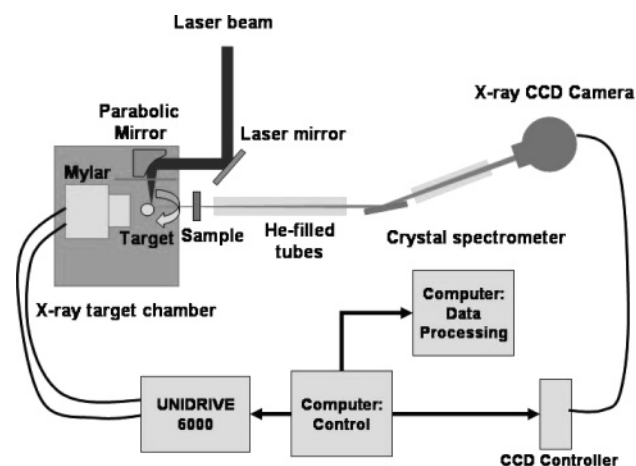 Laser beam
X-ray CCD Camera
Parabolic
Mirror
Laser mirror
Mylar
Target
Sample
He-filled
tubes
Crystal spectrometer
X-ray target chamber
Computer:
Data
Processing
UNIDRIVE
6000
Computer:
Control
CCD Controller